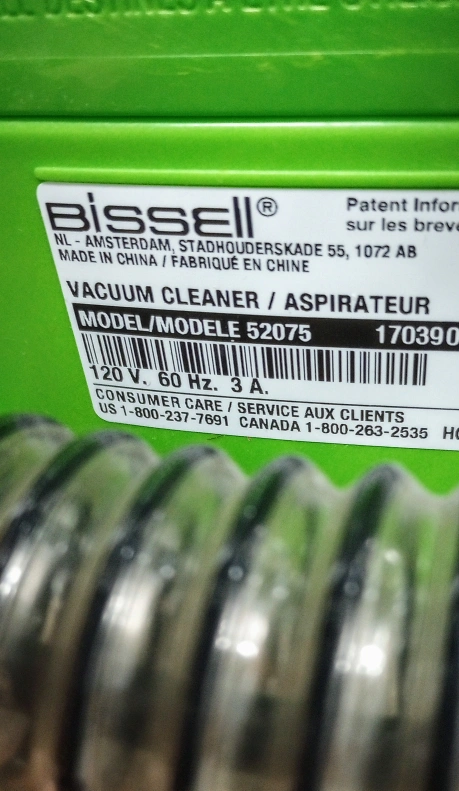 Bissell®
Patent Infor
sur les breve
NL - AMSTERDAM, STADHOUDERSKADE 55, 1072 AB
MADE IN CHINA / FABRIQUÉ EN CHINE
VACUUM CLEANER / ASPIRATEUR
MODEL/MODELE 52075 170390
120 V. 60 Hz. 3 A.
CONSUMER CARE / SERVICE AUX CLIENTS
US 1-800-237-7691 CANADA 1-800-263-2535 HO